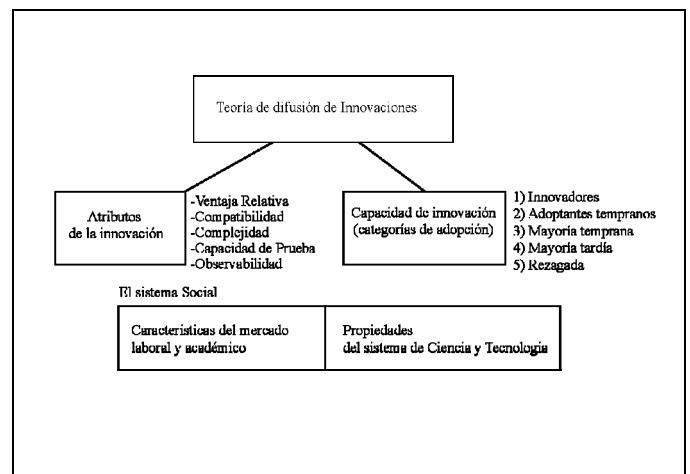 Teoría de difusión de Innovaciones
Atributos
de la innovación
-Ventaja Relativa
-Compatibilidad
-Complejidad
-Capacidad de Prueba
-Observabilidad
Capacidad de innovación
(categorías de adopción)
1) Innovadores
2) Adoptantes tempranos
3) Mayoría temprana
4) Mayoría tardía
5) Rezagada
El sistema Social
Características del mercado
laboral y académico
Propiedades
del sistema de Ciencia y Tecnología